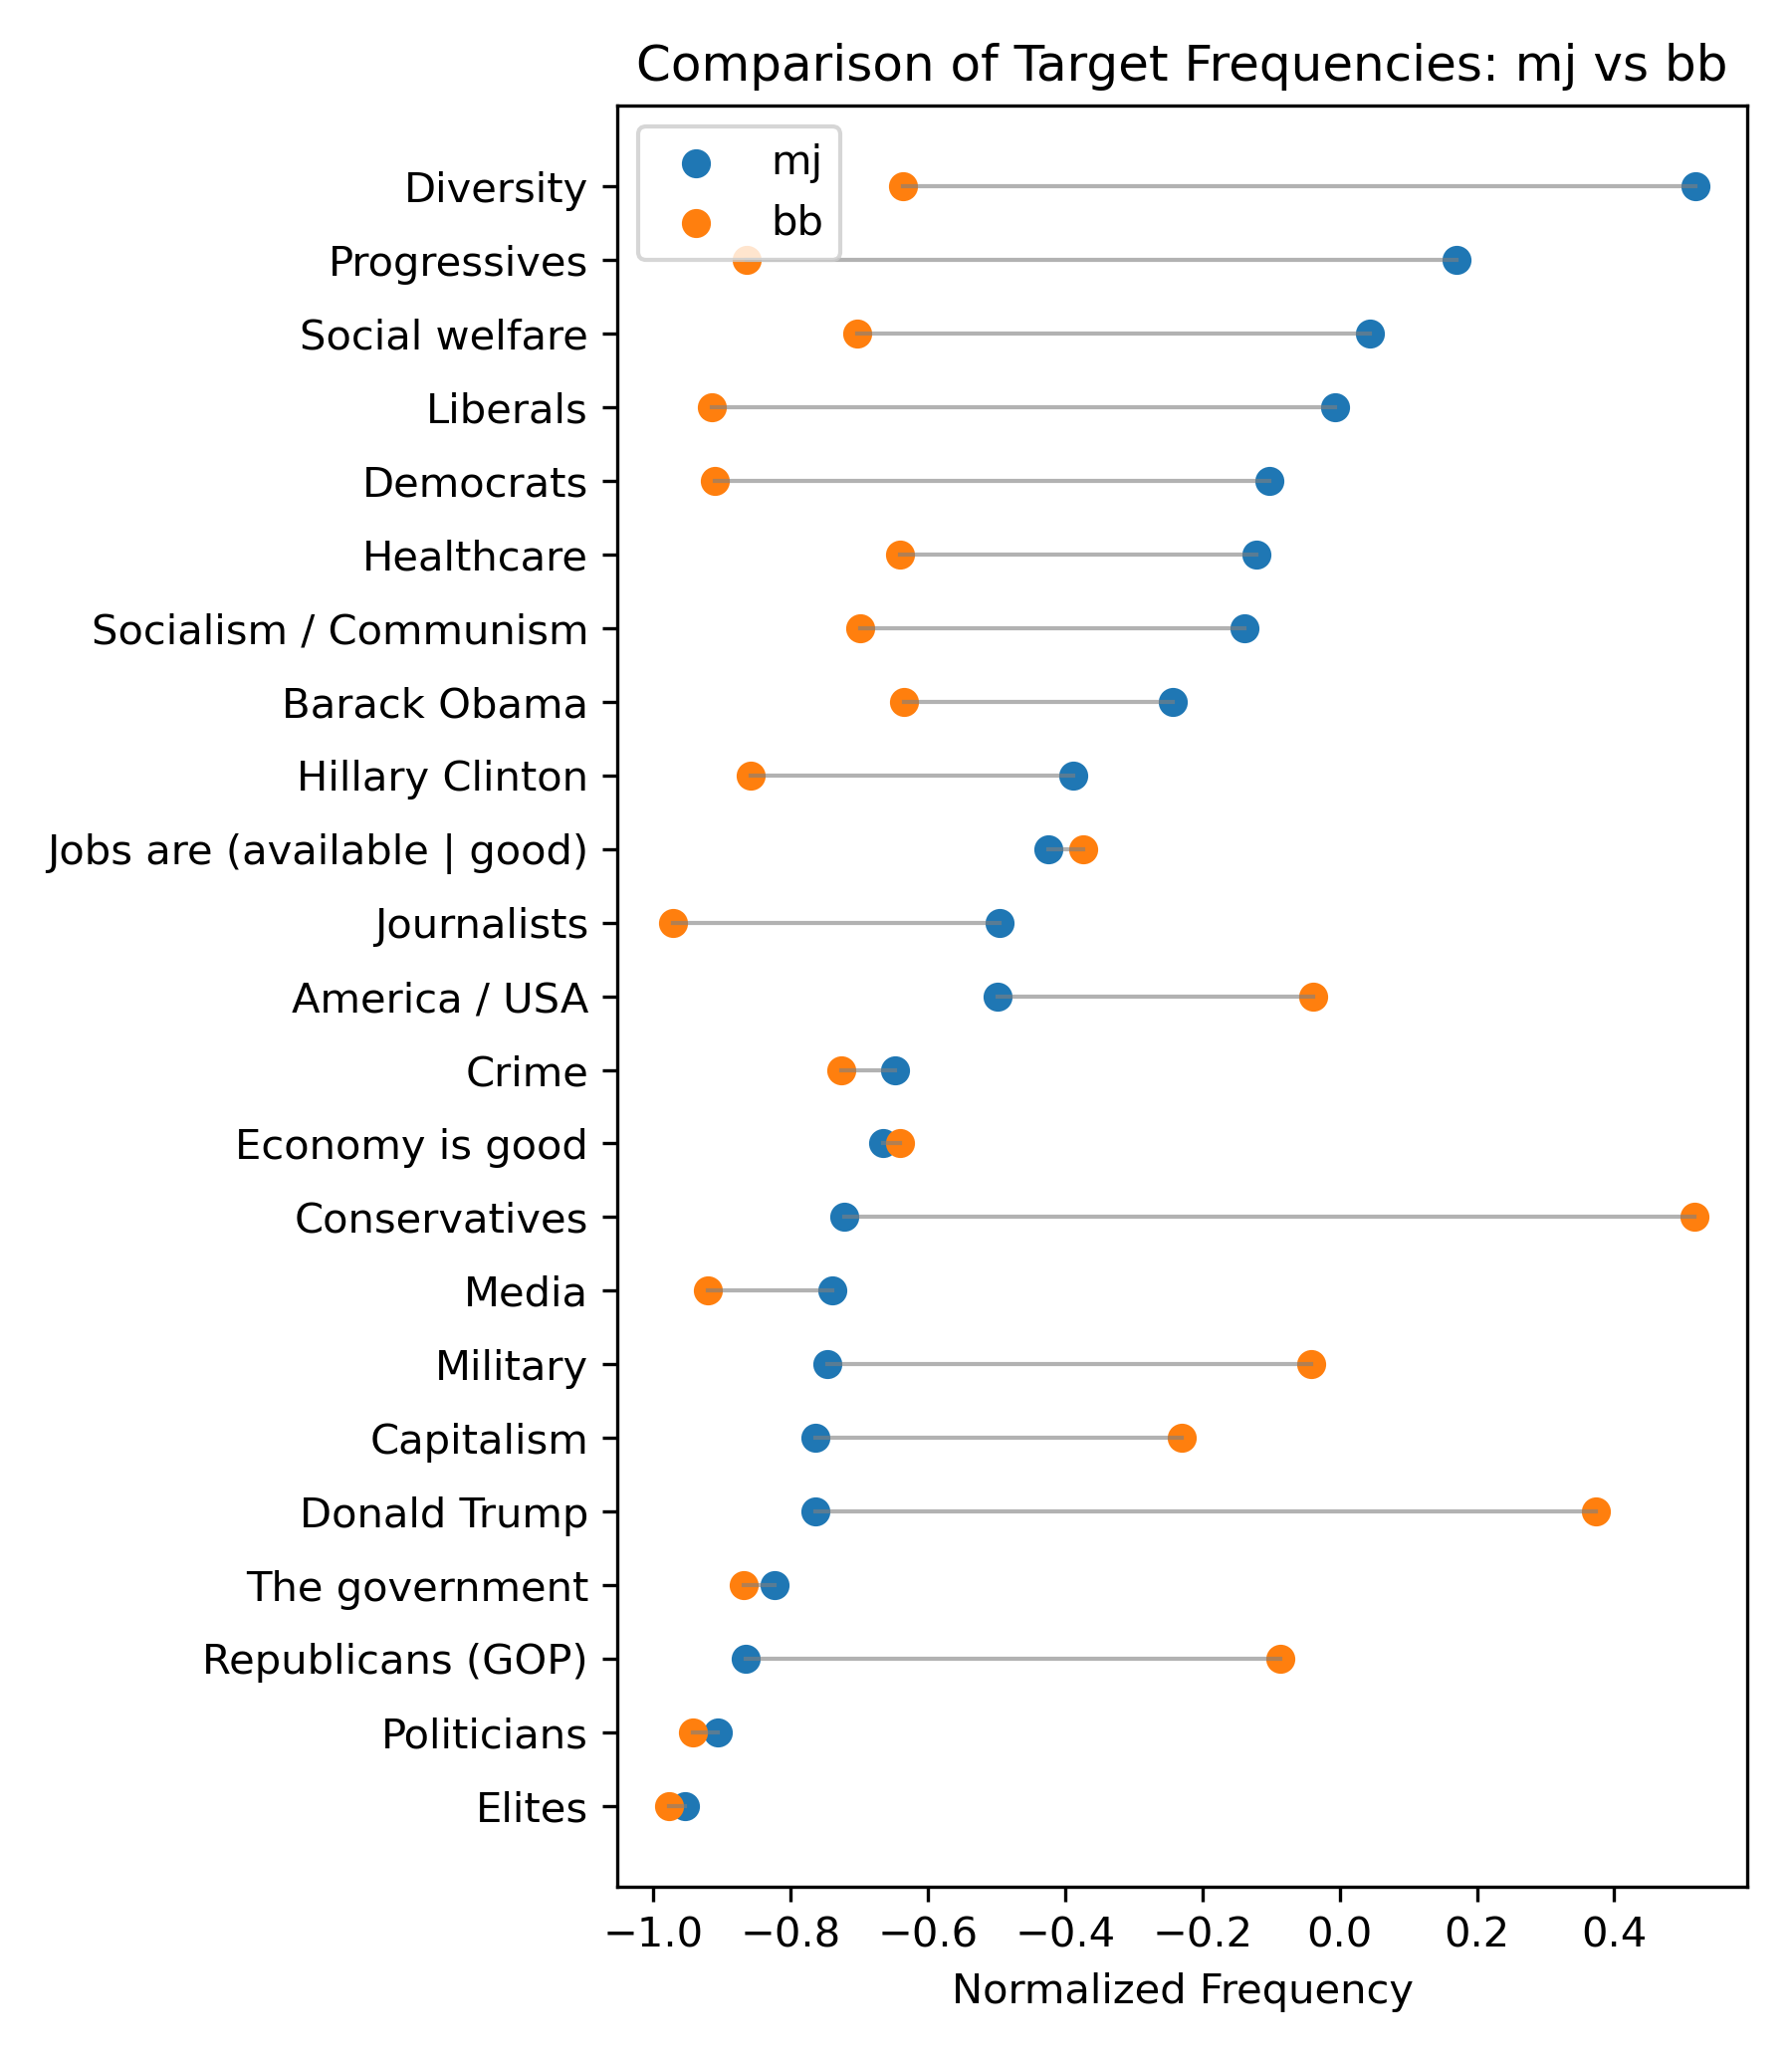 Comparison of Target Frequencies: mj vs bb
mj
bb
Diversity
Progressives
Social welfare
Liberals
Democrats
Healthcare
Socialism / Communism
Barack Obama
Hillary Clinton
Jobs are (available | good)
Journalists
America / USA
Crime
Economy is good
Conservatives
Media
Military
Capitalism
Donald Trump
The government
Republicans (GOP)
Politicians
Elites
−1.0 −0.8 −0.6 −0.4 −0.2 0.0 0.2 0.4
Normalized Frequency